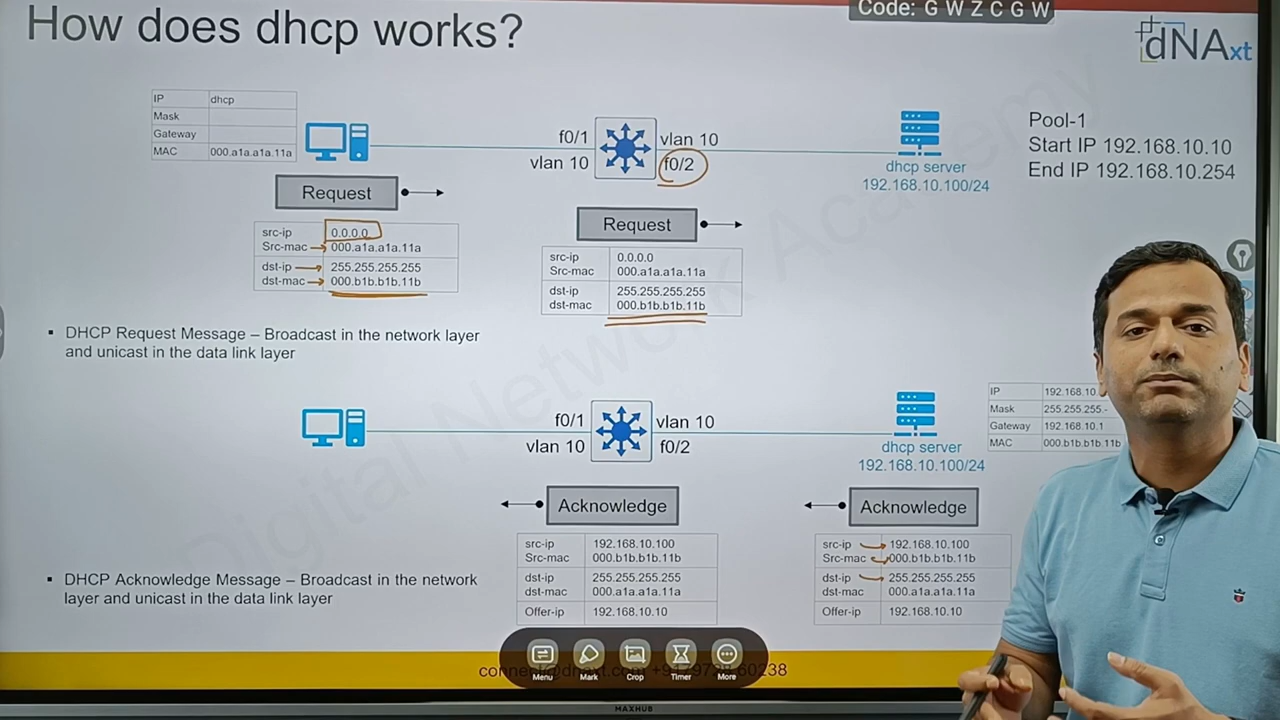 Code: G W Z C G W
How does dhcp works?
dNAxt
IP dhcp
Mask
Gateway
MAC 000.a1a.a1a.11a
f0/1
vlan 10
vlan 10
f0/2
dhcp server
192.168.10.100/24
Pool-1
Start IP 192.168.10.10
End IP 192.168.10.254
Request
src-ip 0.0.0.0
Src-mac 000.a1a.a1a.11a
dst-ip 255.255.255.255
dst-mac 000.b1b.b1b.11b
Request
src-ip 0.0.0.0
Src-mac 000.a1a.a1a.11a
dst-ip 255.255.255.255
dst-mac 000.b1b.b1b.11b
▪ DHCP Request Message – Broadcast in the network layer
and unicast in the data link layer
Digital Network Academy
f0/1
vlan 10
vlan 10
f0/2
dhcp server
192.168.10.100/24
IP 192.168.10.
Mask 255.255.255.
Gateway 192.168.10.1
MAC 000.b1b.b1b.11b
Acknowledge
src-ip 192.168.10.100
Src-mac 000.b1b.b1b.11b
dst-ip 255.255.255.255
dst-mac 000.a1a.a1a.11a
Offer-ip 192.168.10.10
Acknowledge
src-ip 192.168.10.100
Src-mac 000.b1b.b1b.11b
dst-ip 255.255.255.255
dst-mac 000.a1a.a1a.11a
Offer-ip 192.168.10.10
▪ DHCP Acknowledge Message – Broadcast in the network
layer and unicast in the data link layer
Menu
Mark
Crop
Timer
More
MAXHUB